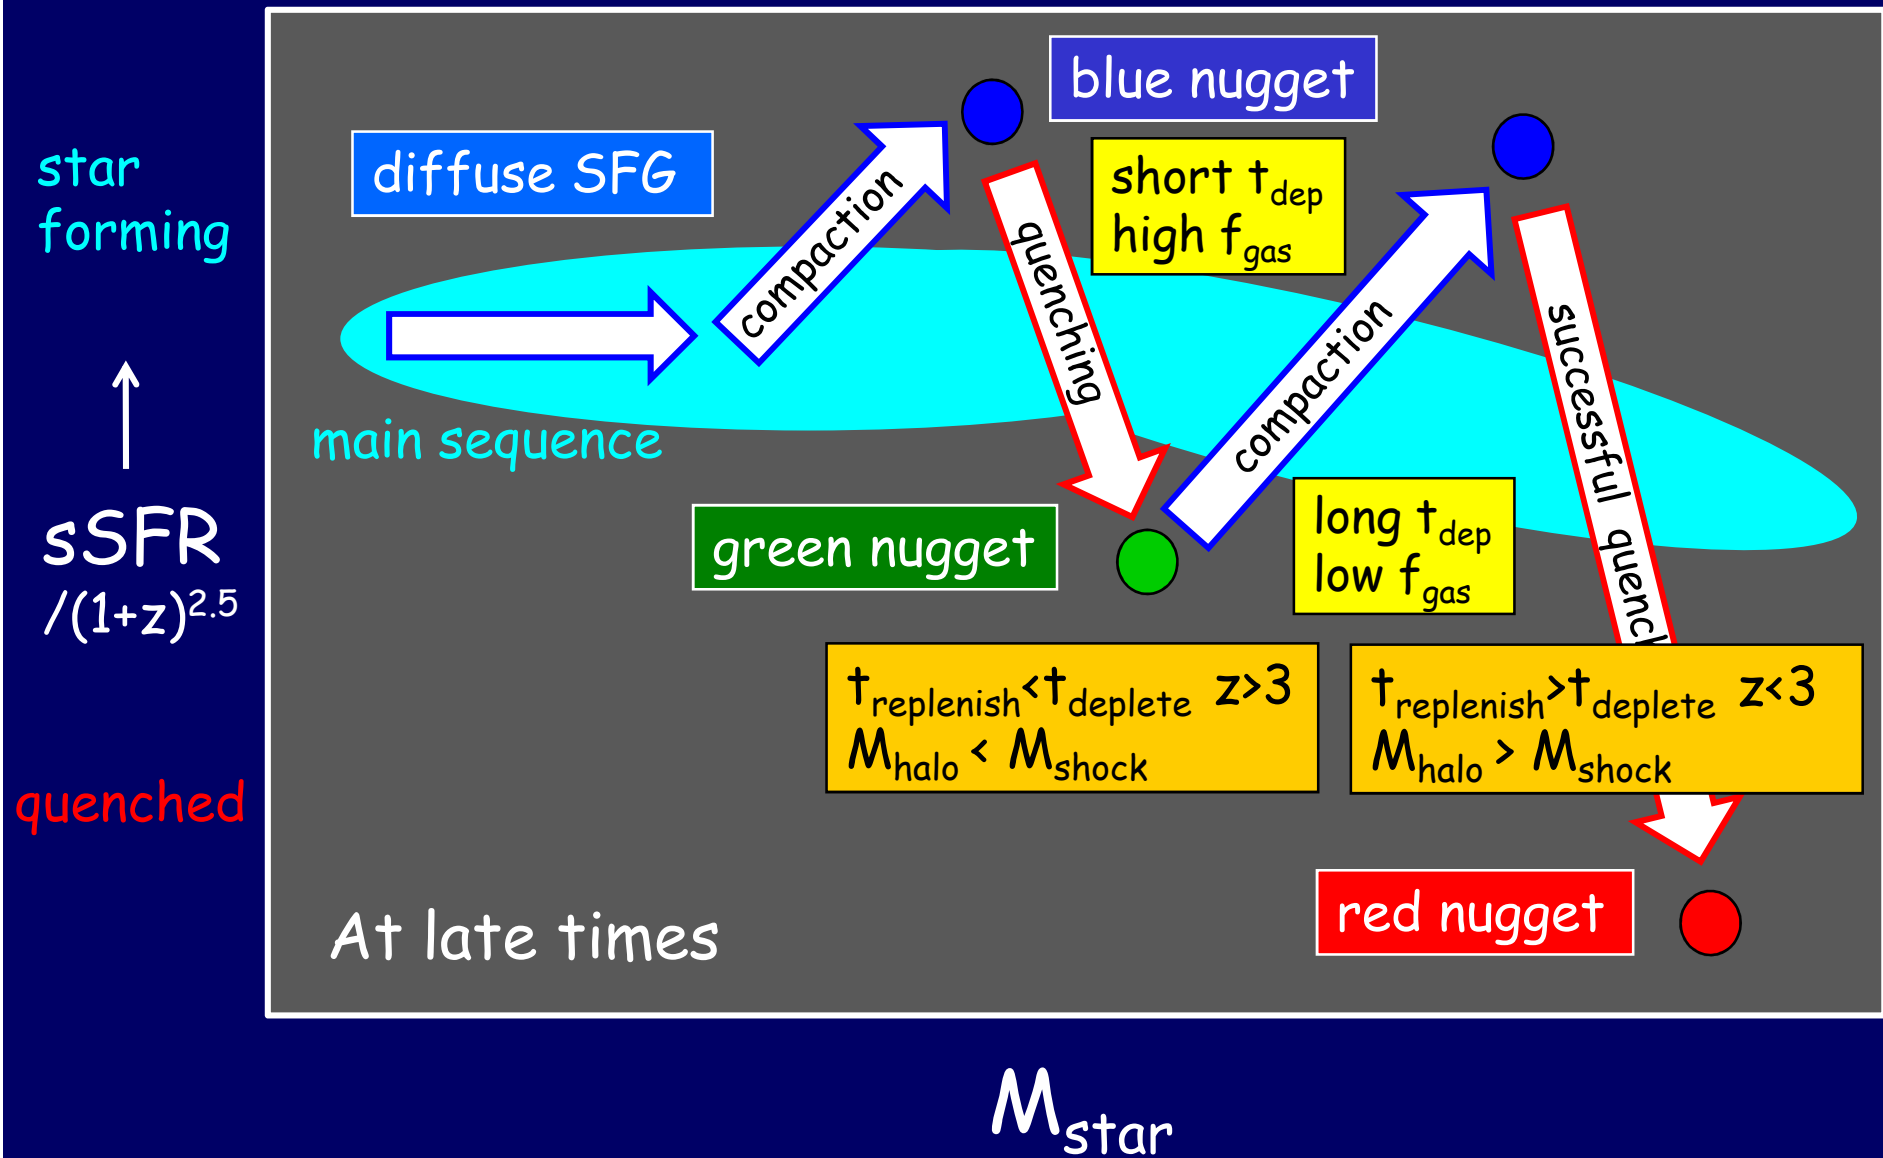 star
forming
sSFR
/(1+z)^2.5
quenched
diffuse SFG
compaction
blue nugget
short t_dep
high f_gas
quenching
main sequence
green nugget
compaction
long t_dep
low f_gas
successful quench
t_replenish<t_deplete z>3
M_halo < M_shock
t_replenish>t_deplete z<3
M_halo > M_shock
red nugget
At late times
M_star